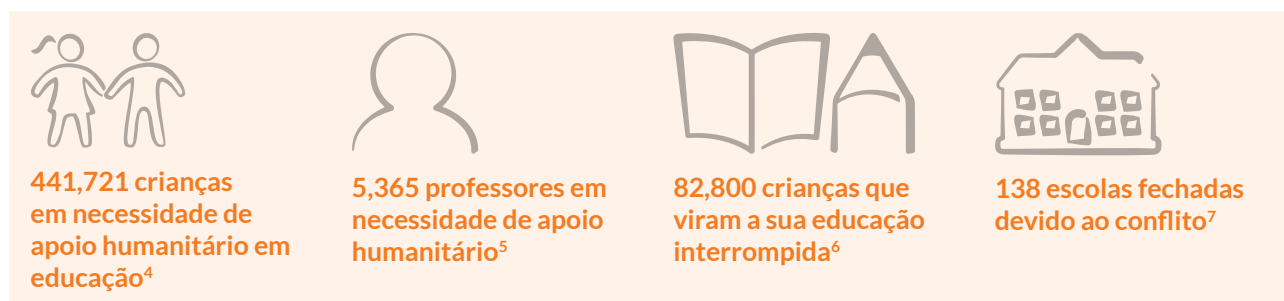 441,721 crianças
em necessidade de
apoio humanitário em
educação⁴
5,365 professores em
necessidade de apoio
humanitário⁵
82,800 crianças que
viram a sua educação
interrompida⁶
138 escolas fechadas
devido ao conflito⁷